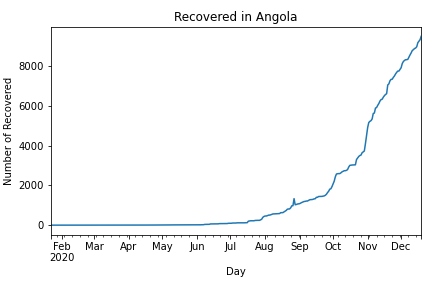 Recovered in Angola
Number of Recovered
8000
6000
4000
2000
0
Feb Mar Apr May Jun Jul Aug Sep Oct Nov Dec
2020
Day